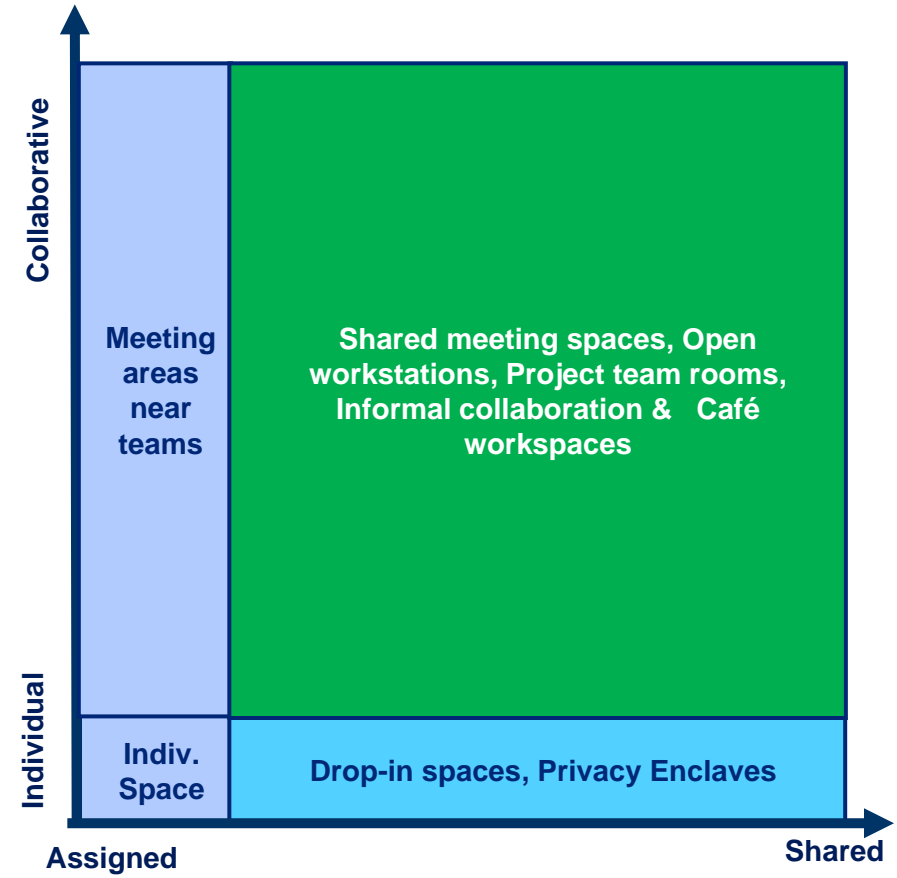 Collaborative
Meeting
areas
near
teams
Shared meeting spaces, Open
workstations, Project team rooms,
Informal collaboration &   Café
workspaces
Individual
Indiv.
Space
Drop-in spaces, Privacy Enclaves
Assigned
Shared